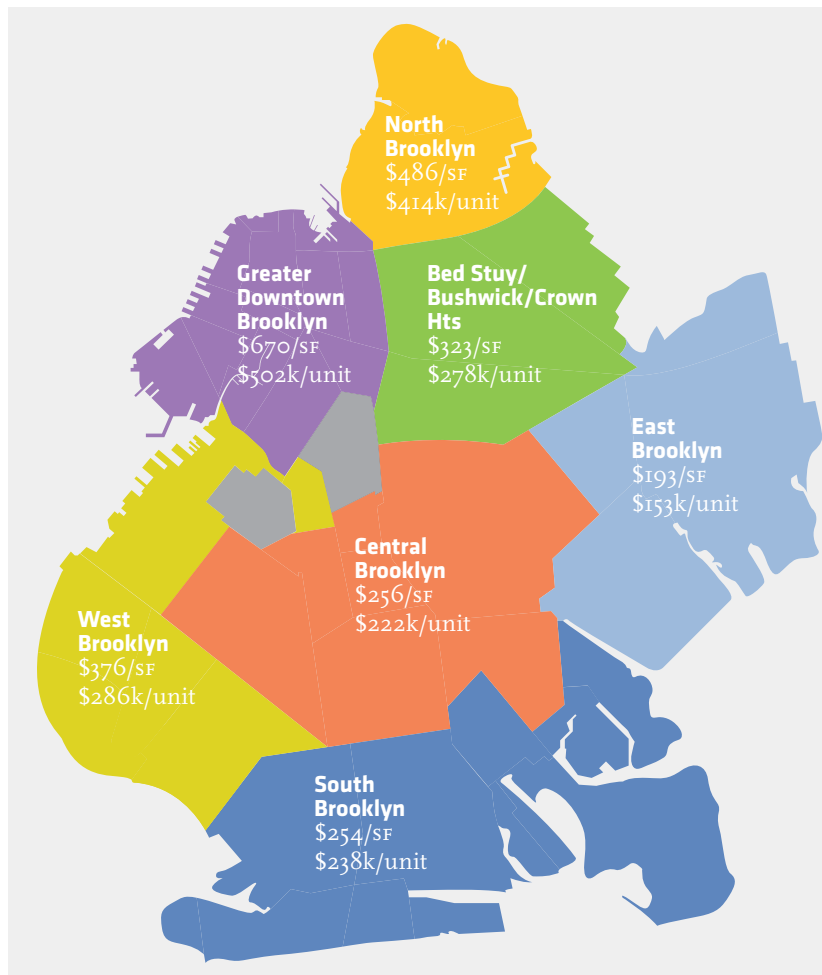 North
Brooklyn
$486/SF
$414k/unit
Greater
Downtown
Brooklyn
$670/SF
$502k/unit
Bed Stuy/
Bushwick/Crown
Hts
$323/SF
$278k/unit
East
Brooklyn
$193/SF
$153k/unit
Central
Brooklyn
$256/SF
$222k/unit
West
Brooklyn
$376/SF
$286k/unit
South
Brooklyn
$254/SF
$238k/unit